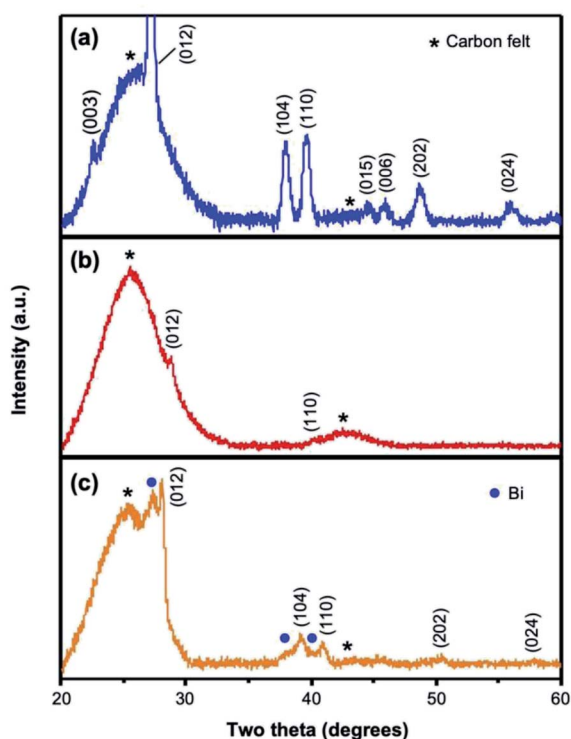 (a)
* Carbon felt
(003)
*
(012)
(104)
(110)
*
(015)
(006)
(202)
(024)
(b)
*
(012)
(110)
*
(c)
Bi
*
(012)
(104)
(110)
*
(202)
(024)
Intensity (a.u.)
20 30 40 50 60
Two theta (degrees)